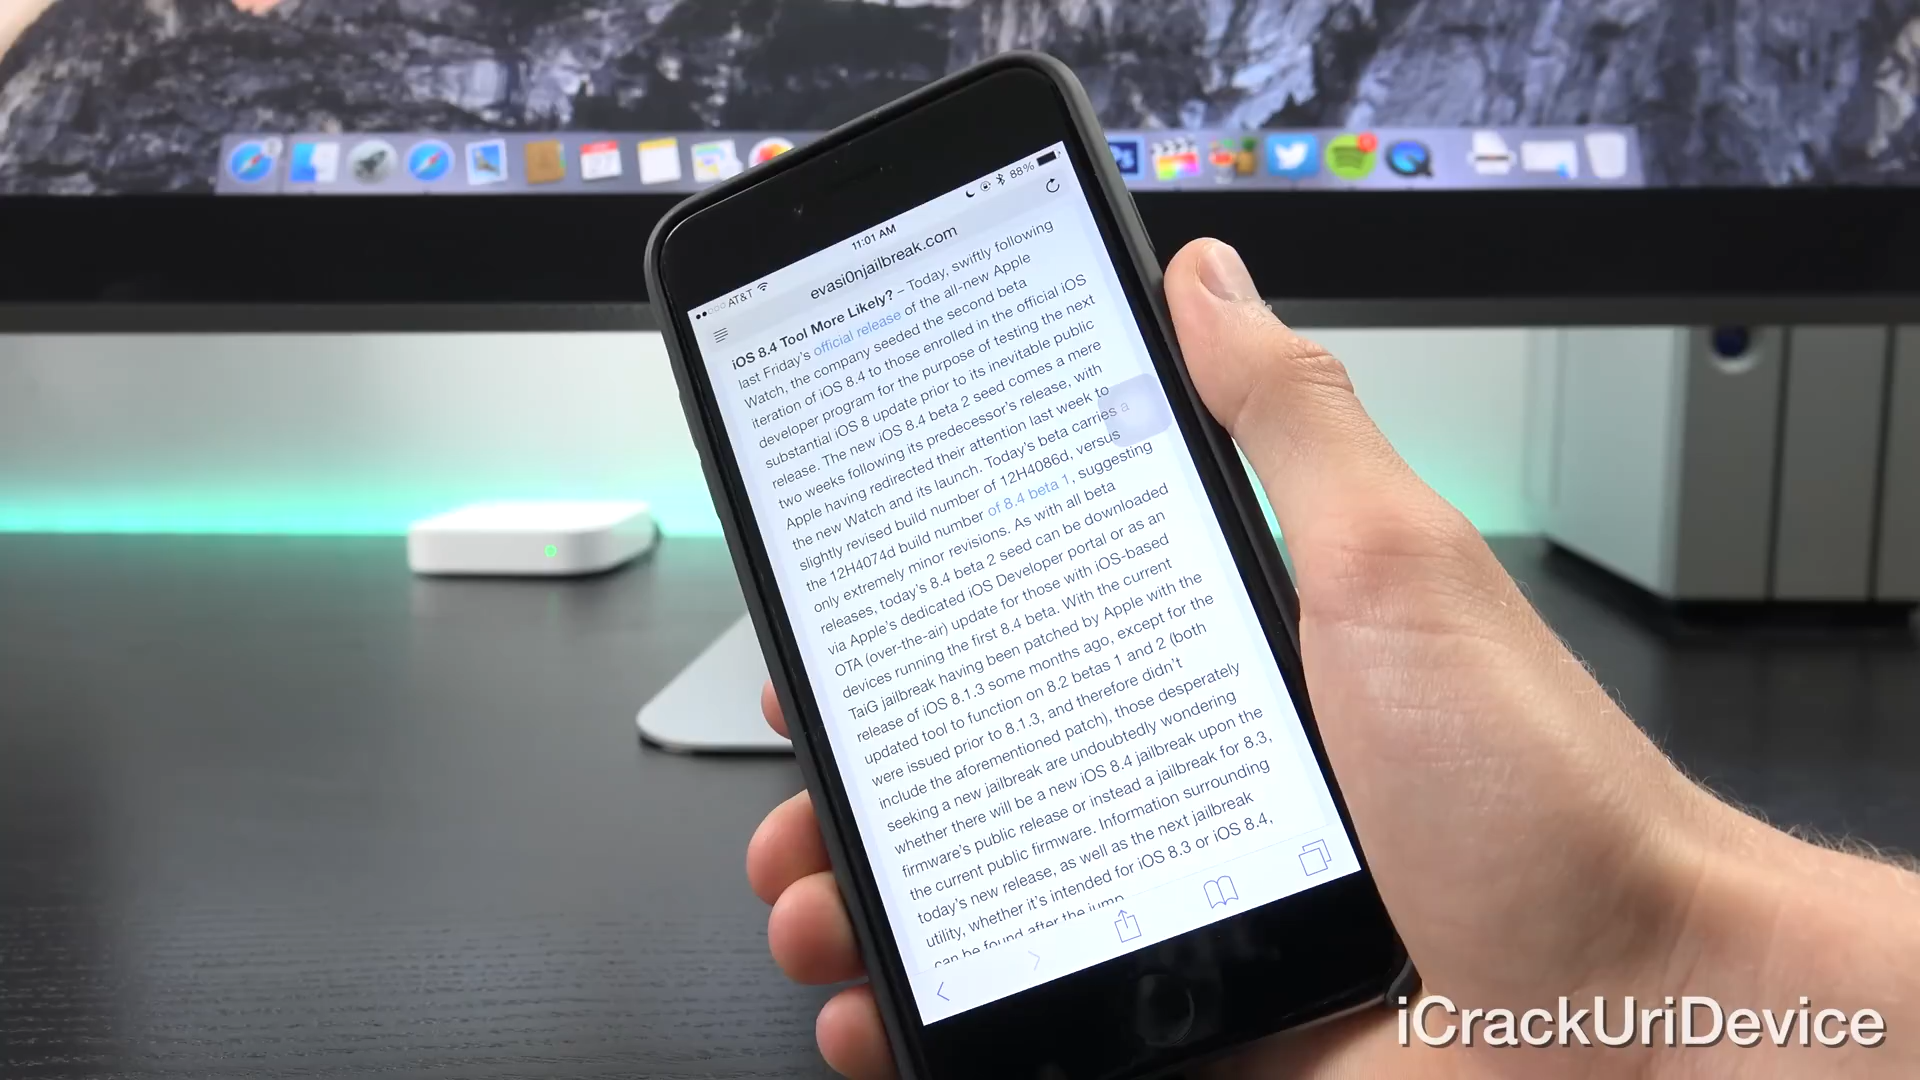 ●●○○○ AT&T 11:01 AM 88%
evasi0njailbreak.com
iOS 8.4 Tool More Likely? – Today, swiftly following
last Friday's official release of the all-new Apple
Watch, the company seeded the second beta
iteration of iOS 8.4 to those enrolled in the official iOS
developer program for the purpose of testing the next
substantial iOS 8 update prior to its inevitable public
release. The new iOS 8.4 beta 2 seed comes a mere
two weeks following its predecessor's release, with
Apple having redirected their attention last week to
the new Watch and its launch. Today's beta carries a
slightly revised build number of 12H4086d, versus
the 12H4074d build number of 8.4 beta 1, suggesting
only extremely minor revisions. As with all beta
releases, today's 8.4 beta 2 seed can be downloaded
via Apple's dedicated iOS Developer portal or as an
OTA (over-the-air) update for those with iOS-based
devices running the first 8.4 beta. With the current
TaiG jailbreak having been patched by Apple with the
release of iOS 8.1.3 some months ago, except for the
updated tool to function on 8.2 betas 1 and 2 (both
were issued prior to 8.1.3, and therefore didn't
include the aforementioned patch), those desperately
seeking a new jailbreak are undoubtedly wondering
whether there will be a new iOS 8.4 jailbreak upon the
firmware's public release or instead a jailbreak for 8.3,
the current public firmware. Information surrounding
today's new release, as well as the next jailbreak
utility, whether it's intended for iOS 8.3 or iOS 8.4,
can be found after the jump
iCrackUriDevice